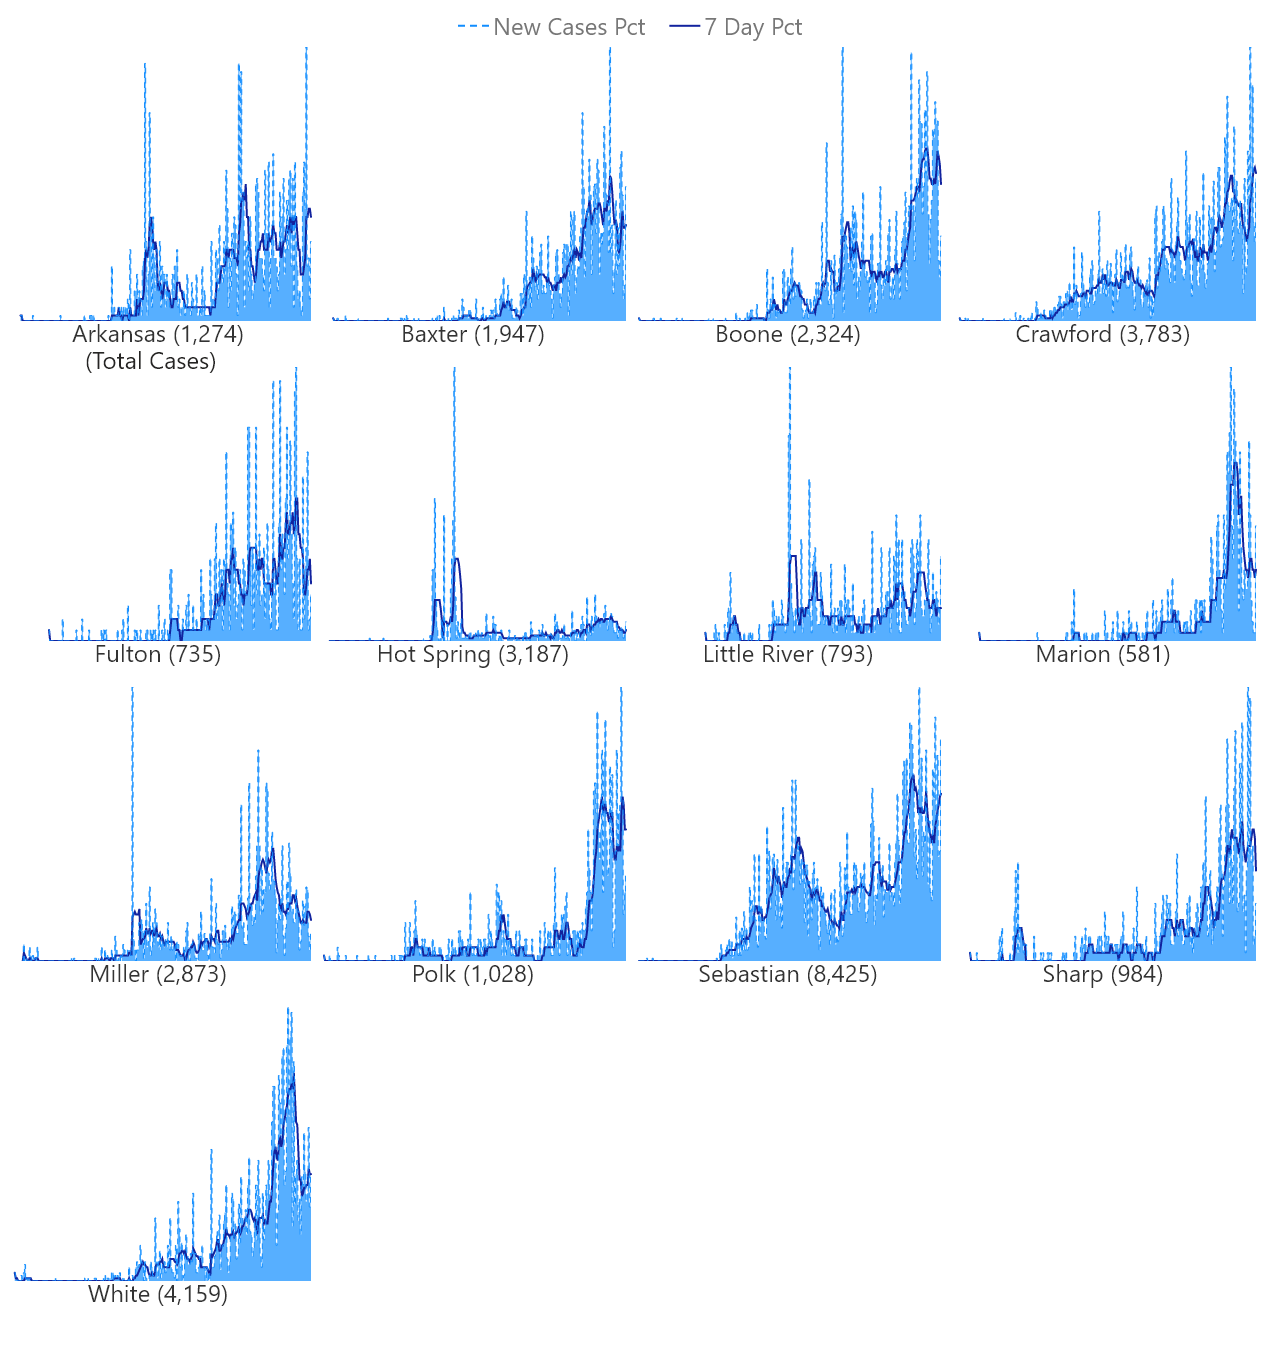 New Cases Pct 7 Day Pct
Arkansas (1,274) Baxter (1,947) Boone (2,324) Crawford (3,783)
(Total Cases)
Fulton (735) Hot Spring (3,187) Little River (793) Marion (581)
Miller (2,873) Polk (1,028) Sebastian (8,425) Sharp (984)
White (4,159)